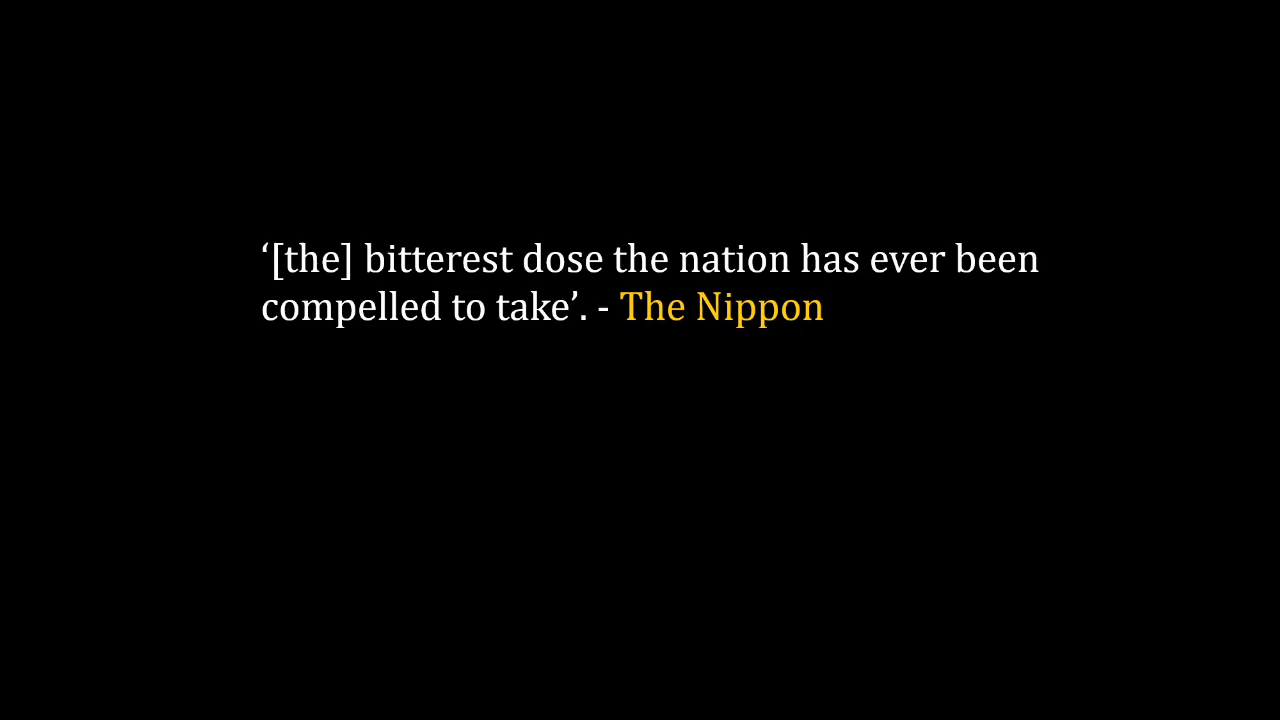 ‘[the] bitterest dose the nation has ever been
compelled to take’. - The Nippon